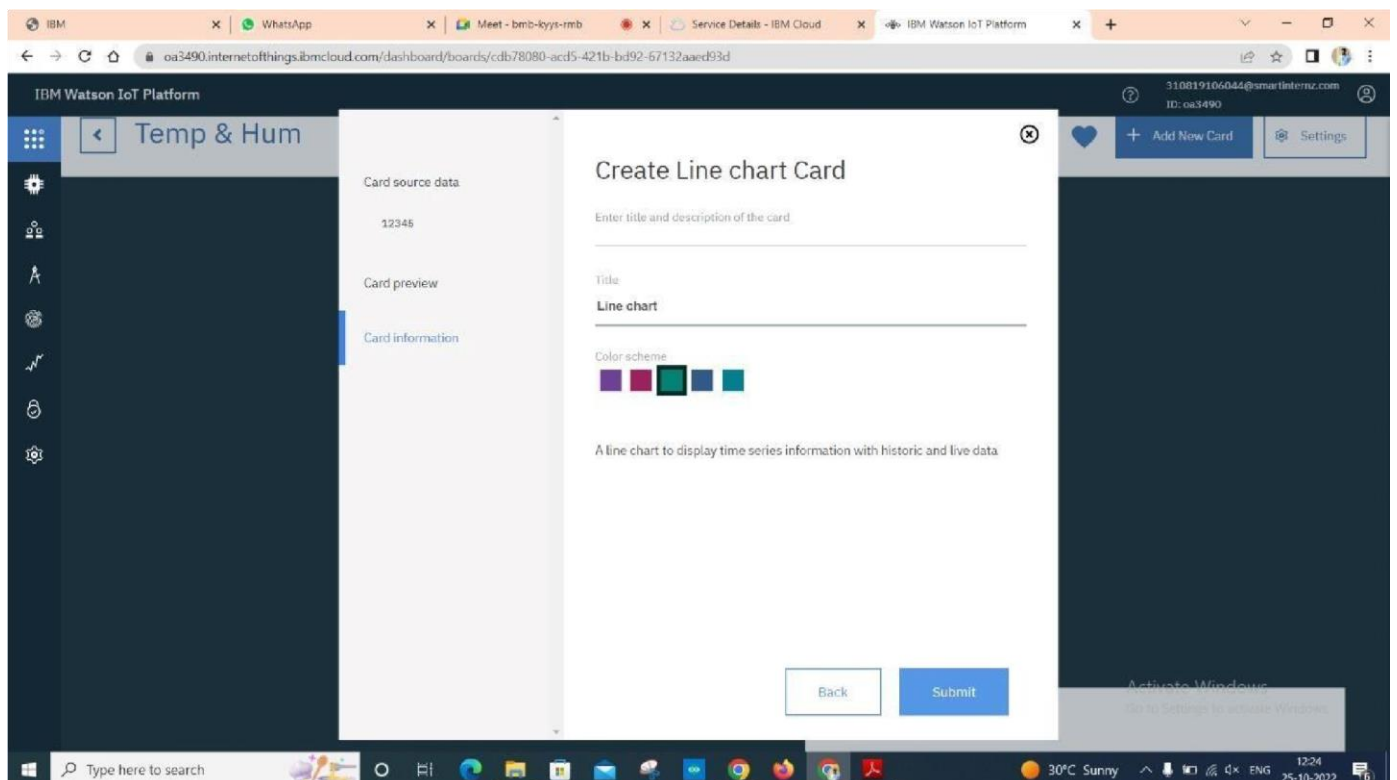 IBM
WhatsApp
Meet - bmb-kyys-rmb
Service Details - IBM Cloud
IBM Watson IoT Platform
oa3490.internetofthings.ibmcloud.com/dashboard/boards/cdb78080-acd5-421b-bd92-67132aaed93d
IBM Watson IoT Platform
310819106044@smartinternz.com
ID: oa3490
Temp & Hum
Add New Card
Settings
Card source data
12345
Card preview
Card information
Create Line chart Card
Enter title and description of the card
Title
Line chart
Color scheme
A line chart to display time series information with historic and live data
Back
Submit
Activate Windows
Go to Settings to activate Windows.
Type here to search
30°C Sunny
ENG
12:24
25-10-2022